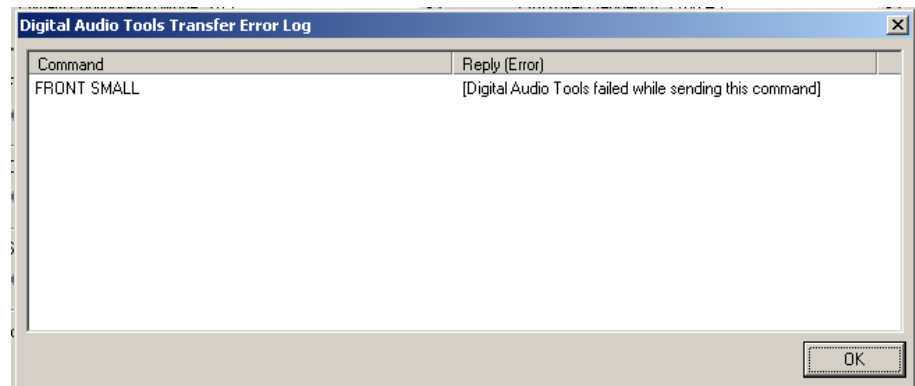 Digital Audio Tools Transfer Error Log
Command Reply (Error)
FRONT SMALL [Digital Audio Tools failed while sending this command]
OK